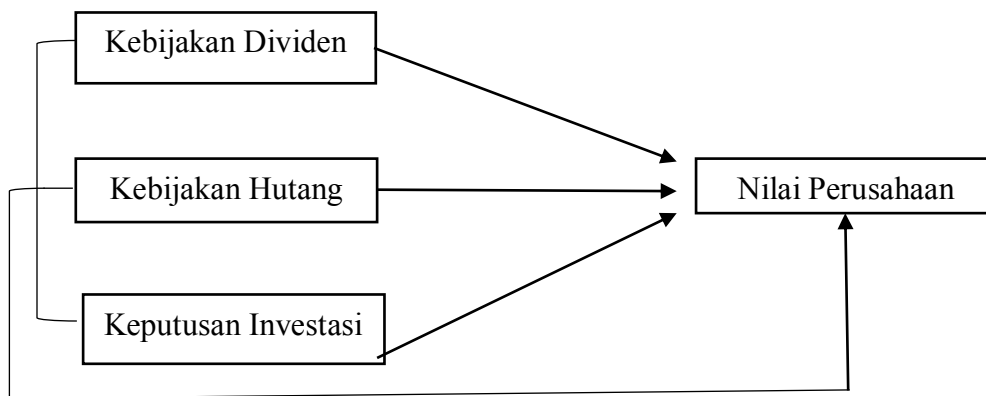 Kebijakan Dividen
Kebijakan Hutang
Nilai Perusahaan
Keputusan Investasi